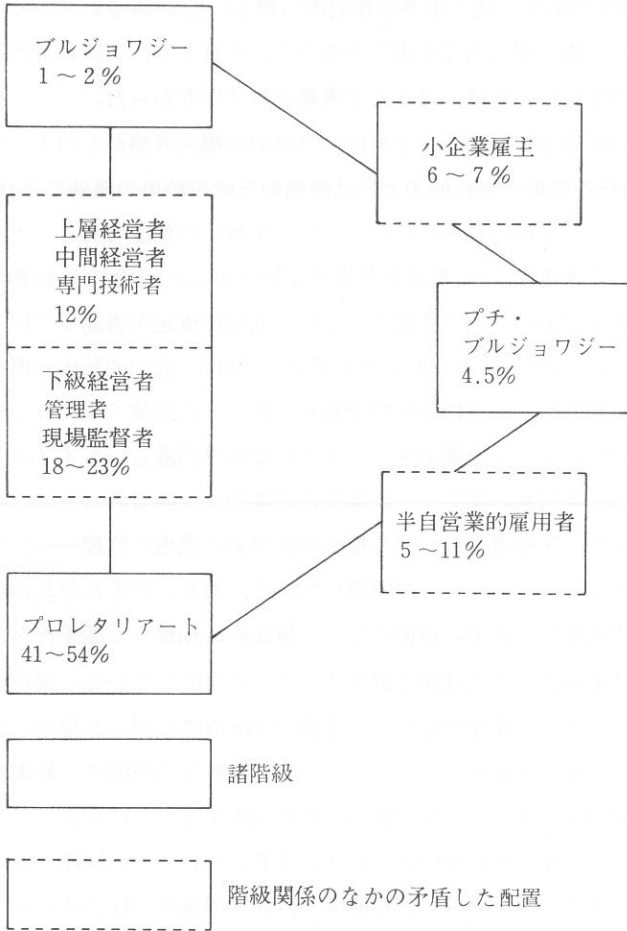 ブルジョワジー
1～2%
小企業雇主
6～7%
上層経営者
中間経営者
専門技術者
12%
プチ・
ブルジョワジー
4.5%
下級経営者
管理者
現場監督者
18～23%
半自営業的雇用者
5～11%
プロレタリアート
41～54%
諸階級
階級関係のなかの矛盾した配置